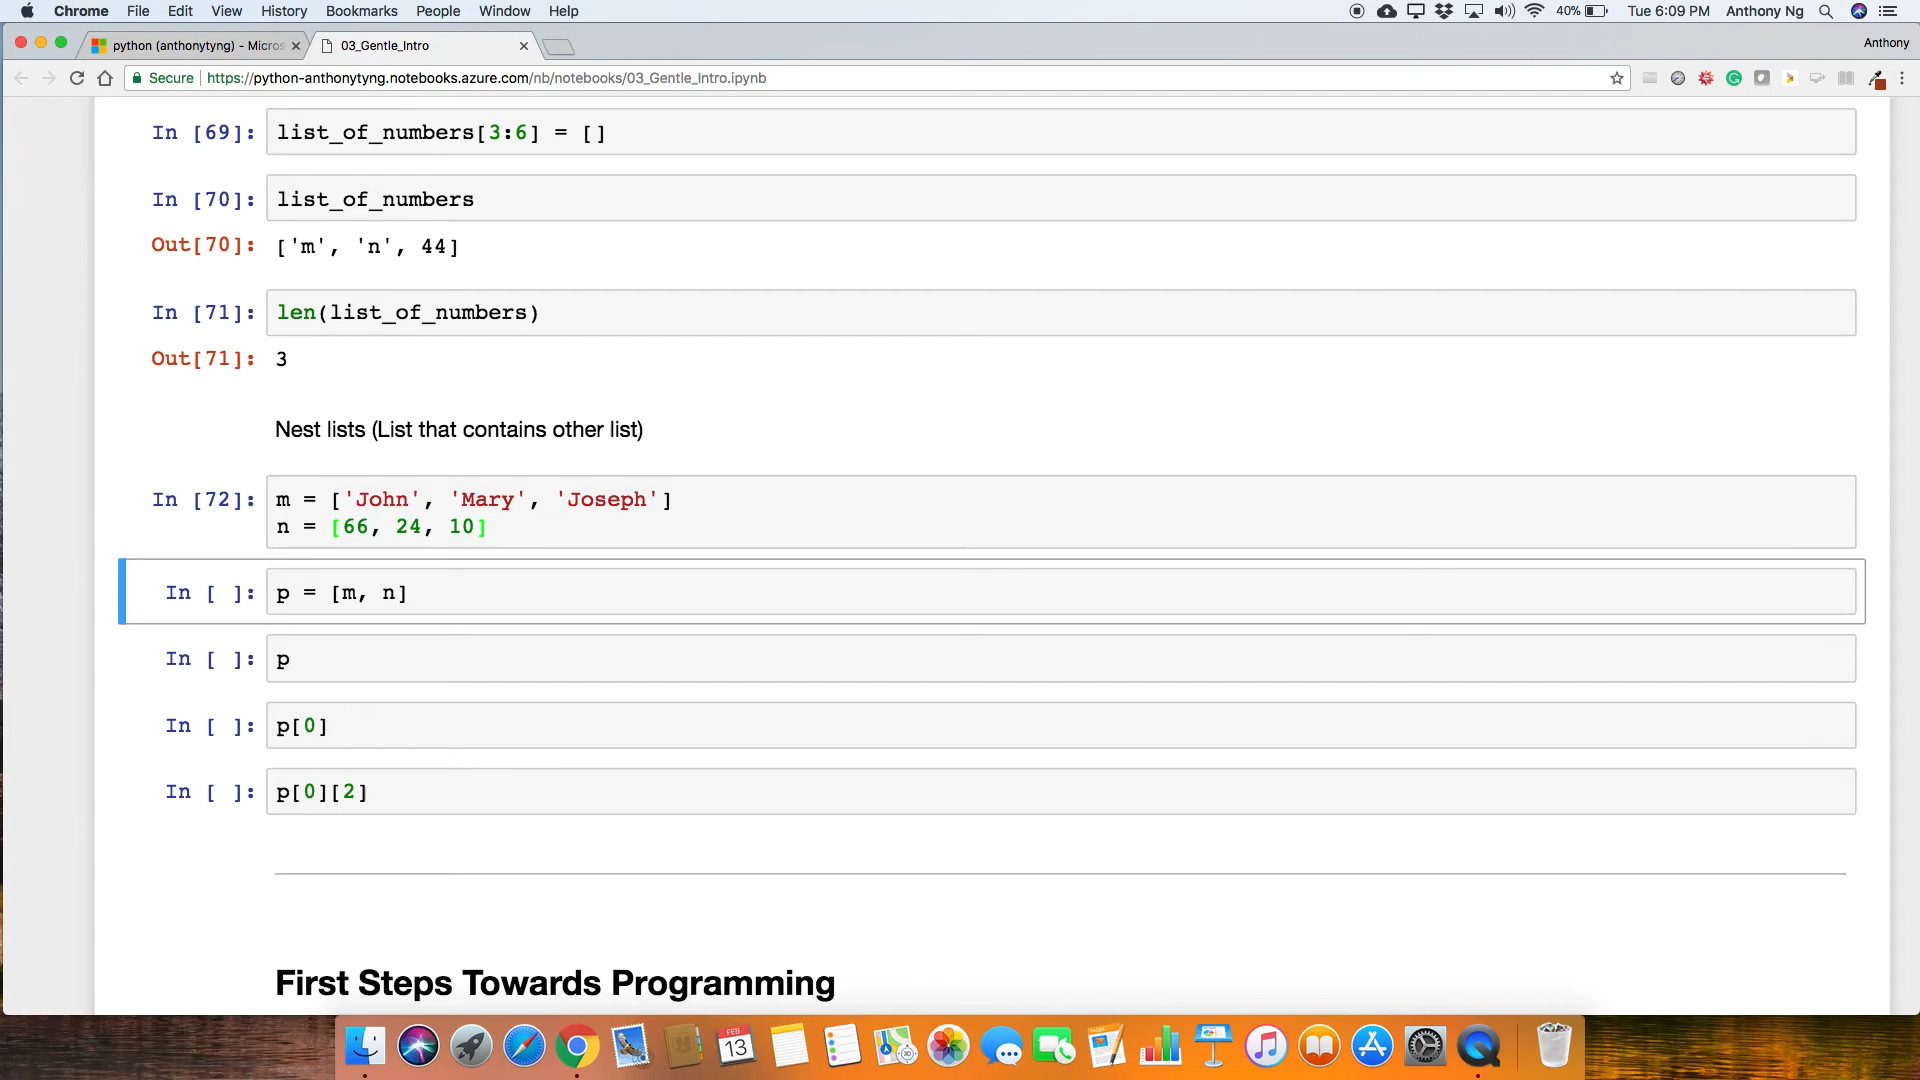 Chrome File Edit View History Bookmarks People Window Help 40% Tue 6:09 PM Anthony Ng
python (anthonytyng) - Micros 03_Gentle_Intro Anthony
Secure https://python-anthonytyng.notebooks.azure.com/nb/notebooks/03_Gentle_Intro.ipynb
In [69]: list_of_numbers[3:6] = []
In [70]: list_of_numbers
Out[70]: ['m', 'n', 44]
In [71]: len(list_of_numbers)
Out[71]: 3
Nest lists (List that contains other list)
In [72]: m = ['John', 'Mary', 'Joseph']
n = [66, 24, 10]
In [ ]: p = [m, n]
In [ ]: p
In [ ]: p[0]
In [ ]: p[0][2]
First Steps Towards Programming
FEB
13